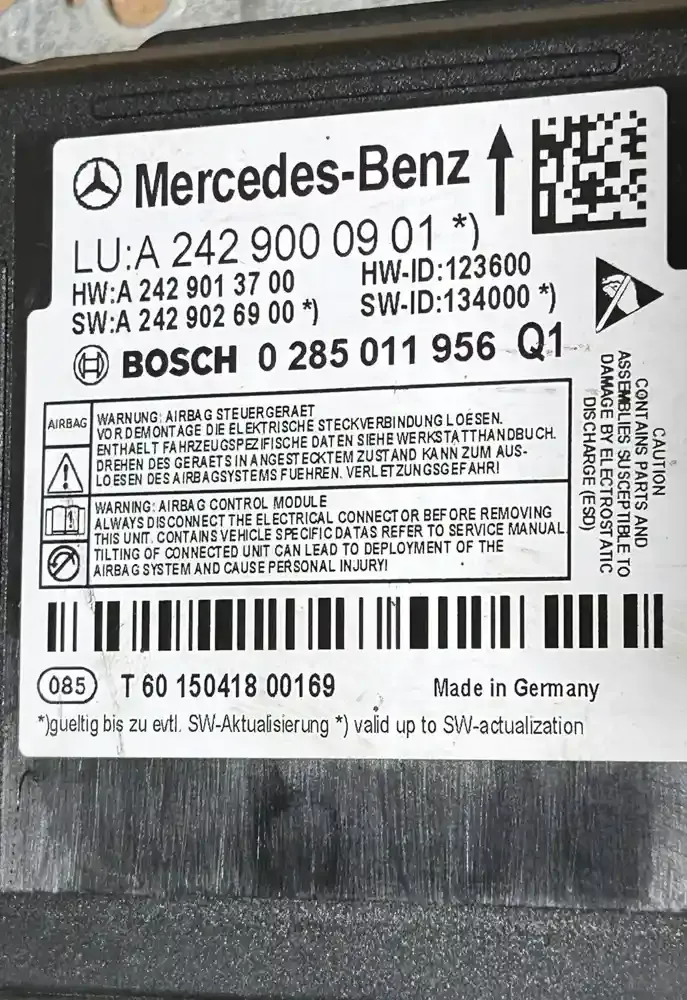 Mercedes-Benz
LU:A 242 900 09 01 *)
HW:A 242 901 37 00 HW-ID:123600
SW:A 242 902 69 00 *) SW-ID:134000 *)
BOSCH 0 285 011 956 Q1
AIRBAG
WARNUNG: AIRBAG STEUERGERAET
VOR DEMONTAGE DIE ELEKTRISCHE STECKVERBINDUNG LOESEN.
ENTHAELT FAHRZEUGSPEZIFISCHE DATEN SIEHE WERKSTATTHANDBUCH.
DREHEN DES GERAETS IN ANGESTECKTEM ZUSTAND KANN ZUM AUS-
LOESEN DES AIRBAGSYSTEMS FUEHREN. VERLETZUNGSGEFAHR!
WARNING: AIRBAG CONTROL MODULE
ALWAYS DISCONNECT THE ELECTRICAL CONNECTOR BEFORE REMOVING
THIS UNIT. CONTAINS VEHICLE SPECIFIC DATAS REFER TO SERVICE MANUAL.
TILTING OF CONNECTED UNIT CAN LEAD TO DEPLOYMENT OF THE
AIRBAG SYSTEM AND CAUSE PERSONAL INJURY!
CAUTION
CONTAINS PARTS AND
ASSEMBLIES SUSCEPTIBLE TO
DAMAGE BY ELECTROSTATIC
DISCHARGE (ESD)
085 T 60 150418 00169 Made in Germany
*)gueltig bis zu evtl. SW-Aktualisierung *) valid up to SW-actualization